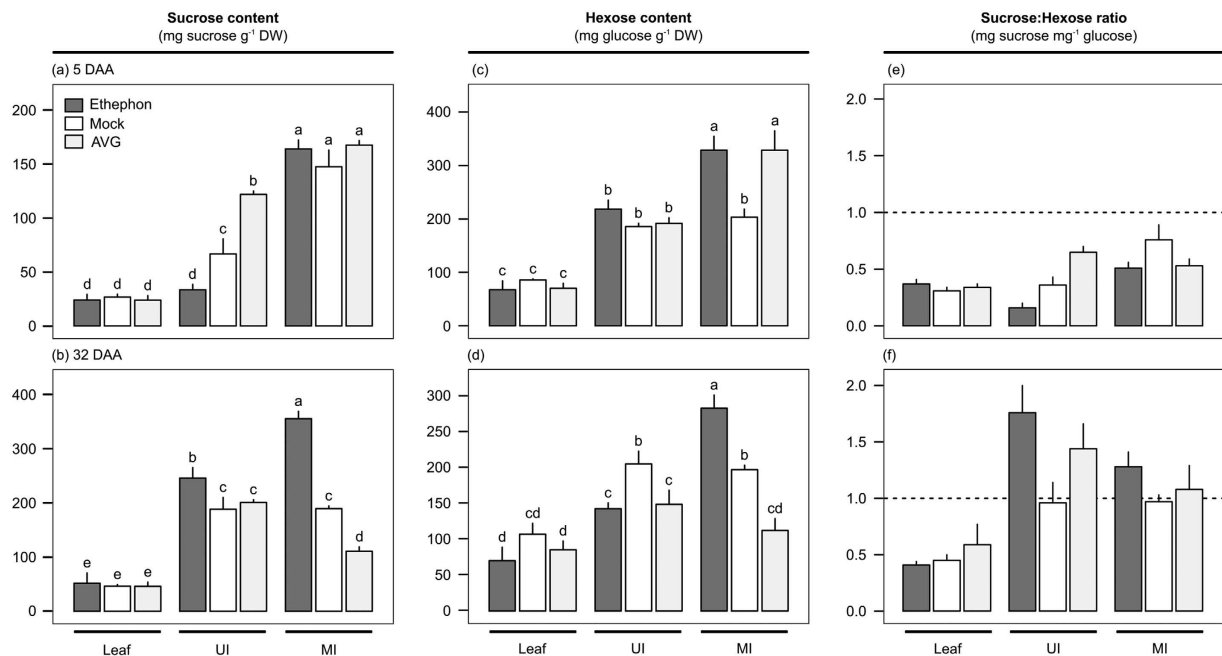 Sucrose content
(mg sucrose g⁻¹ DW)
Hexose content
(mg glucose g⁻¹ DW)
Sucrose:Hexose ratio
(mg sucrose mg⁻¹ glucose)
(a) 5 DAA
200
150
100
50
0
Ethephon
Mock
AVG
d d d d c b a a a
(c)
400
300
200
100
0
c c c b b b a b a
(e)
2.0
1.5
1.0
0.5
0.0
(b) 32 DAA
400
300
200
100
0
e e e b c c a c d
Leaf UI MI
(d)
300
250
200
150
100
50
0
d cd d c b c a b cd
Leaf UI MI
(f)
2.0
1.5
1.0
0.5
0.0
Leaf UI MI